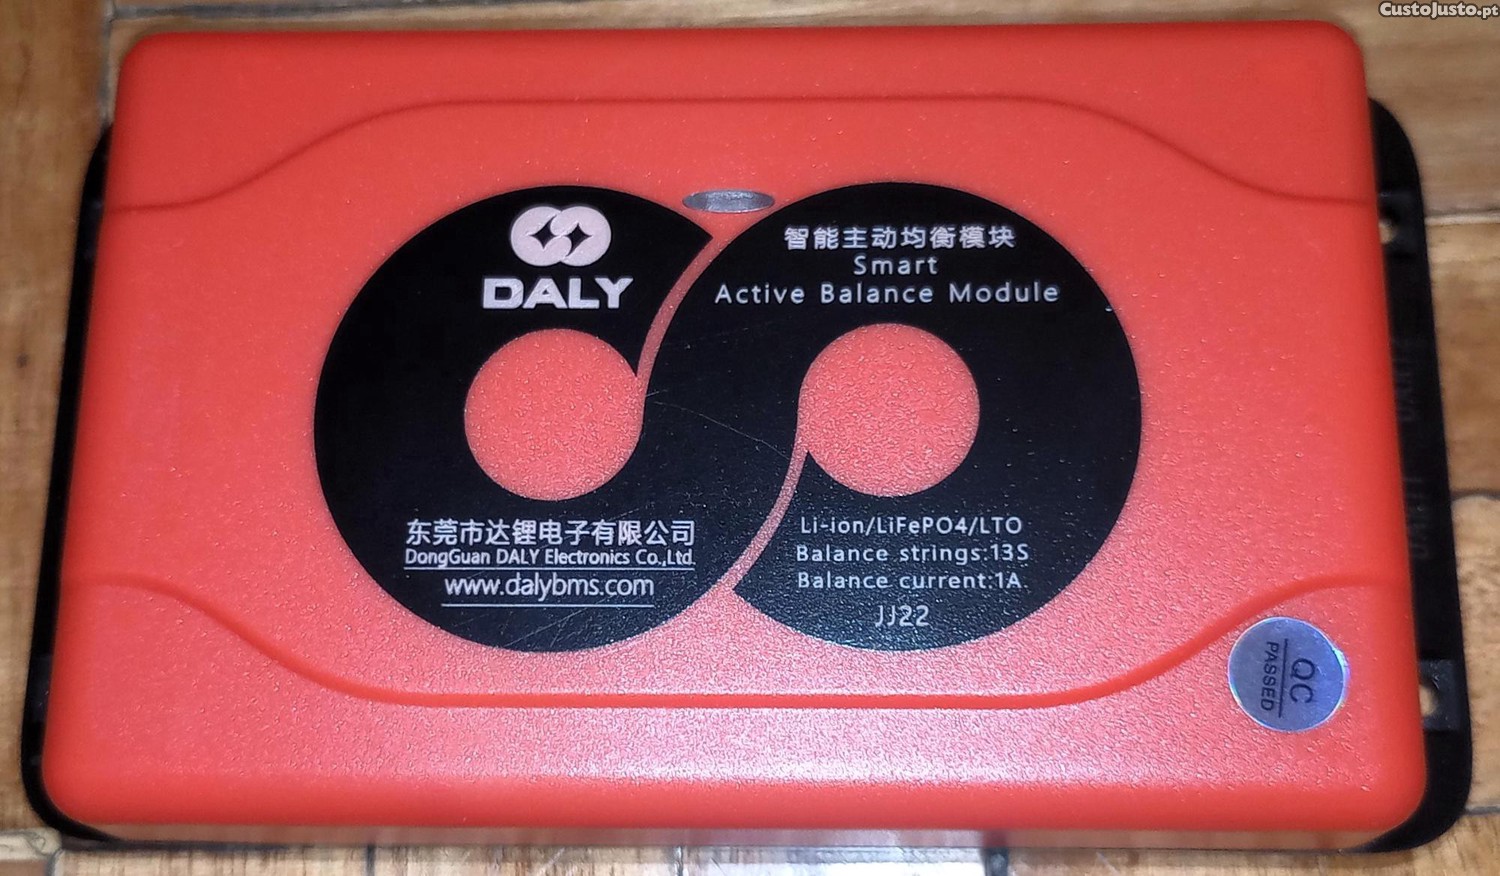 CustoJusto.pt
DALY
智能主动均衡模块
Smart
Active Balance Module
东莞市达锂电子有限公司
DongGuan DALY Electronics Co.,Ltd.
www.dalybms.com
Li-ion/LiFePO4/LTO
Balance strings:13S
Balance current:1A
JJ22
QC
PASSED